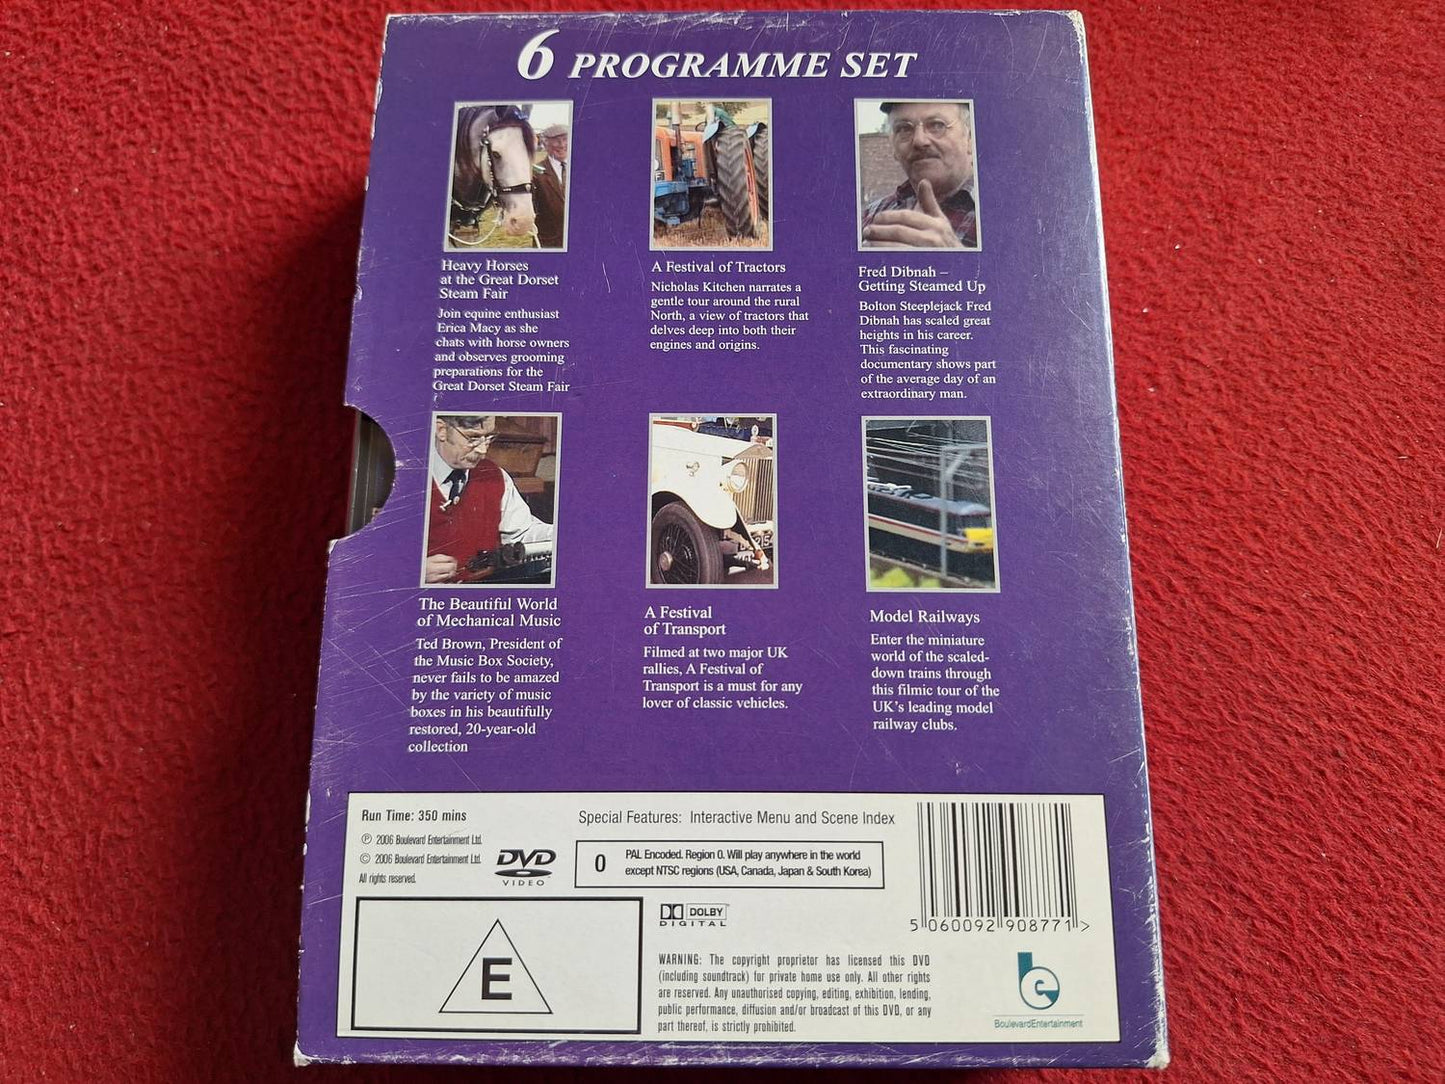 6 PROGRAMME SET
Heavy Horses
at the Great Dorset
Steam Fair
Join equine enthusiast
Erica Macy as she
chats with horse owners
and observes grooming
preparations for the
Great Dorset Steam Fair
A Festival of Tractors
Nicholas Kitchen narrates a
gentle tour around the rural
North, a view of tractors that
delves deep into both their
engines and origins.
Fred Dibnah –
Getting Steamed Up
Bolton Steeplejack Fred
Dibnah has scaled great
heights in his career.
This fascinating
documentary shows part
of the average day of an
extraordinary man.
The Beautiful World
of Mechanical Music
Ted Brown, President of
the Music Box Society,
never fails to be amazed
by the variety of music
boxes in his beautifully
restored, 20-year-old
collection
A Festival
of Transport
Filmed at two major UK
rallies, A Festival of
Transport is a must for any
lover of classic vehicles.
Model Railways
Enter the miniature
world of the scaled-
down trains through
this filmic tour of the
UK's leading model
railway clubs.
Run Time: 350 mins
℗ 2006 Boulevard Entertainment Ltd.
© 2006 Boulevard Entertainment Ltd.
All rights reserved.
DVD
VIDEO
Special Features: Interactive Menu and Scene Index
0
PAL Encoded. Region 0. Will play anywhere in the world
except NTSC regions (USA, Canada, Japan & South Korea)
DOLBY
DIGITAL
E
WARNING: The copyright proprietor has licensed this DVD
(including soundtrack) for private home use only. All other rights
are reserved. Any unauthorised copying, editing, exhibition, lending,
public performance, diffusion and/or broadcast of this DVD, or any
part thereof, is strictly prohibited.
5 060092 908771 >
BoulevardEntertainment